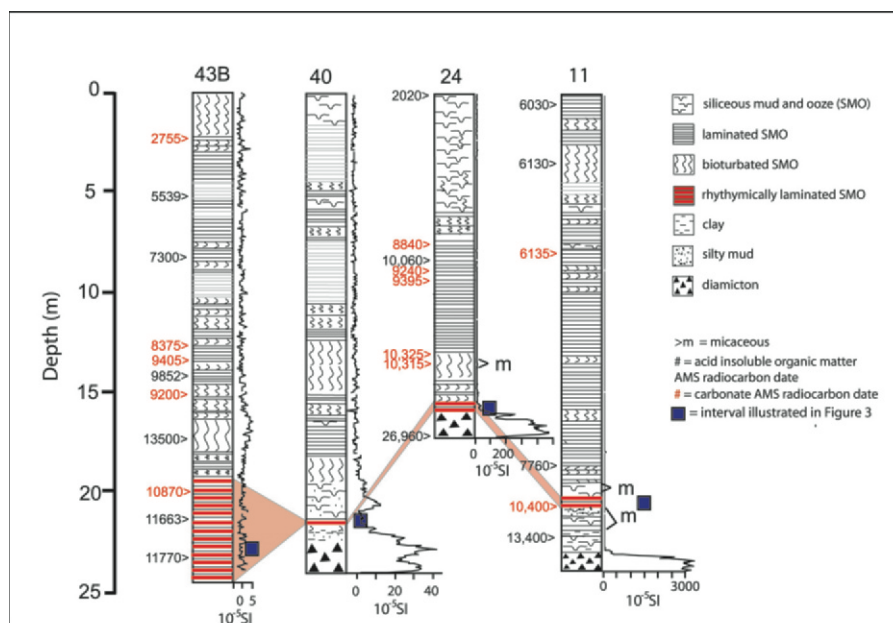 43B
40
24
11
Depth (m)
0
5
10
15
20
25
2755>
5539>
7300>
8375>
9405>
9852>
9200>
13500>
10870>
11663>
11770>
0 5
10⁻⁵SI
0 20 40
10⁻⁵SI
2020>
8840>
10,060>
9240>
9395>
10,325>
10,315>
m
26,960>
0 200
10⁻⁵SI
6030>
6130>
6135>
7760>
m
10,400>
m
13,400>
0 3000
10⁻⁵SI
siliceous mud and ooze (SMO)
laminated SMO
bioturbated SMO
rhythymically laminated SMO
clay
silty mud
diamicton
>m = micaceous
# = acid insoluble organic matter
AMS radiocarbon date
# = carbonate AMS radiocarbon date
= interval illustrated in Figure 3